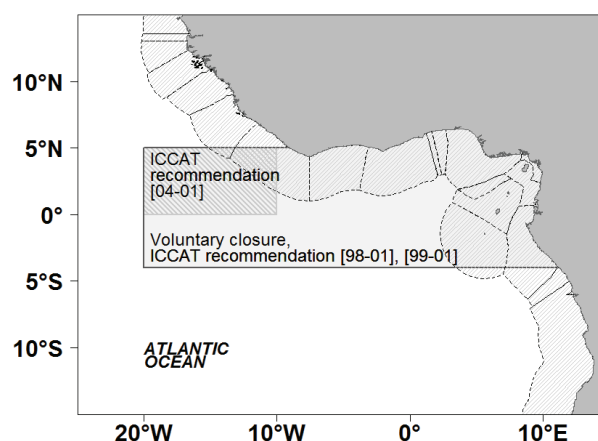 10°N
5°N
0°
5°S
10°S
ICCAT
recommendation
[04-01]
Voluntary closure,
ICCAT recommendation [98-01], [99-01]
ATLANTIC
OCEAN
20°W
10°W
0°
10°E